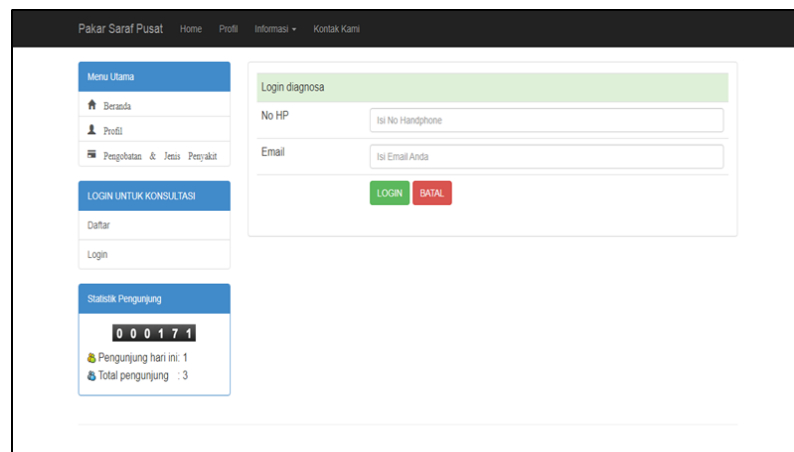 Pakar Saraf Pusat Home Profil Informasi Kontak Kami
Menu Utama
Beranda
Profil
Pengobatan & Jenis Penyakit
LOGIN UNTUK KONSULTASI
Daftar
Login
Statistik Pengunjung
000171
Pengunjung hari ini: 1
Total pengunjung : 3
Login diagnosa
No HP Isi No Handphone
Email Isi Email Anda
LOGIN BATAL